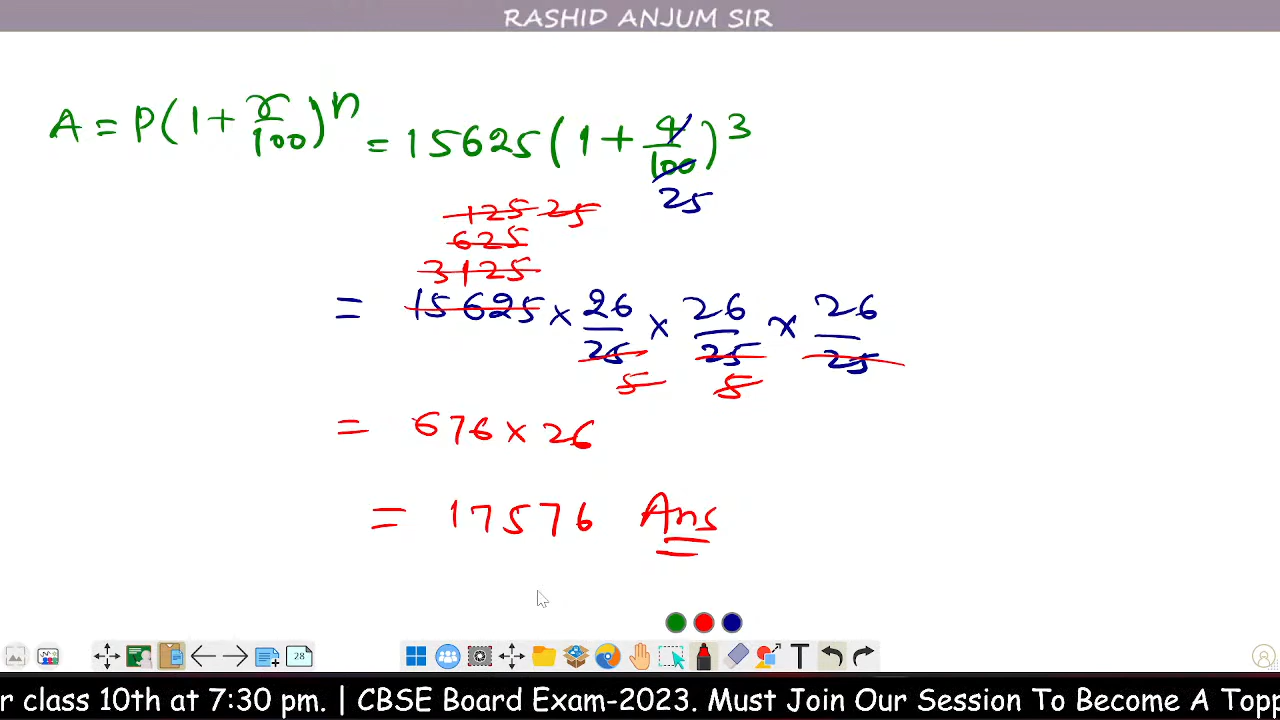 RASHID ANJUM SIR
A = P(1 + r/100)^n = 15625(1 + 4/100)^3
25
125 25
625
3125
= 15625 × 26/25 × 26/25 × 26/25
5 5
= 676 × 26
= 17576 Ans
28
r class 10th at 7:30 pm. | CBSE Board Exam-2023. Must Join Our Session To Become A Topp